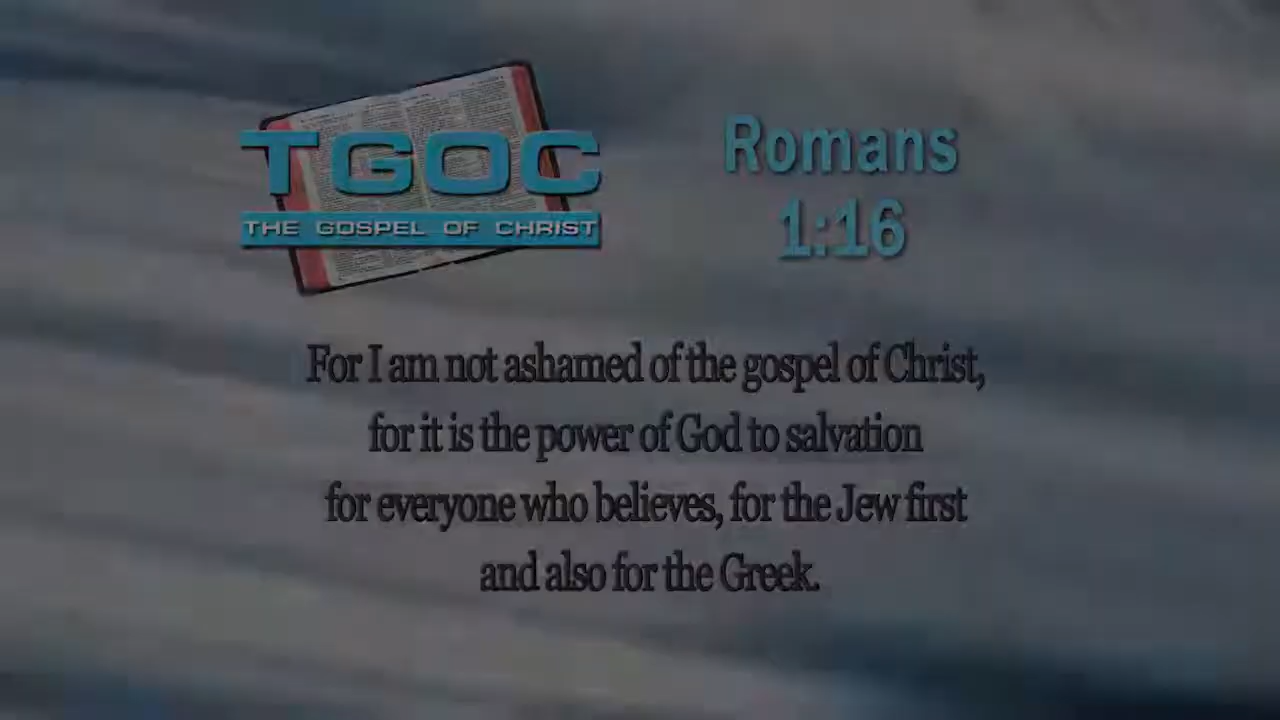 TGOC
THE GOSPEL OF CHRIST
Romans
1:16
For I am not ashamed of the gospel of Christ,
for it is the power of God to salvation
for everyone who believes, for the Jew first
and also for the Greek.